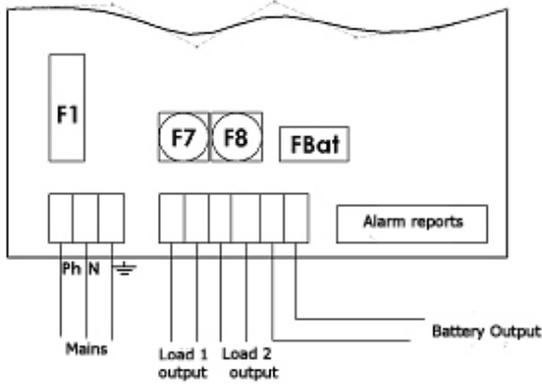 F1
F7
F8
FBat
Alarm reports
Ph N
Mains
Load 1 output
Load 2 output
Battery Output